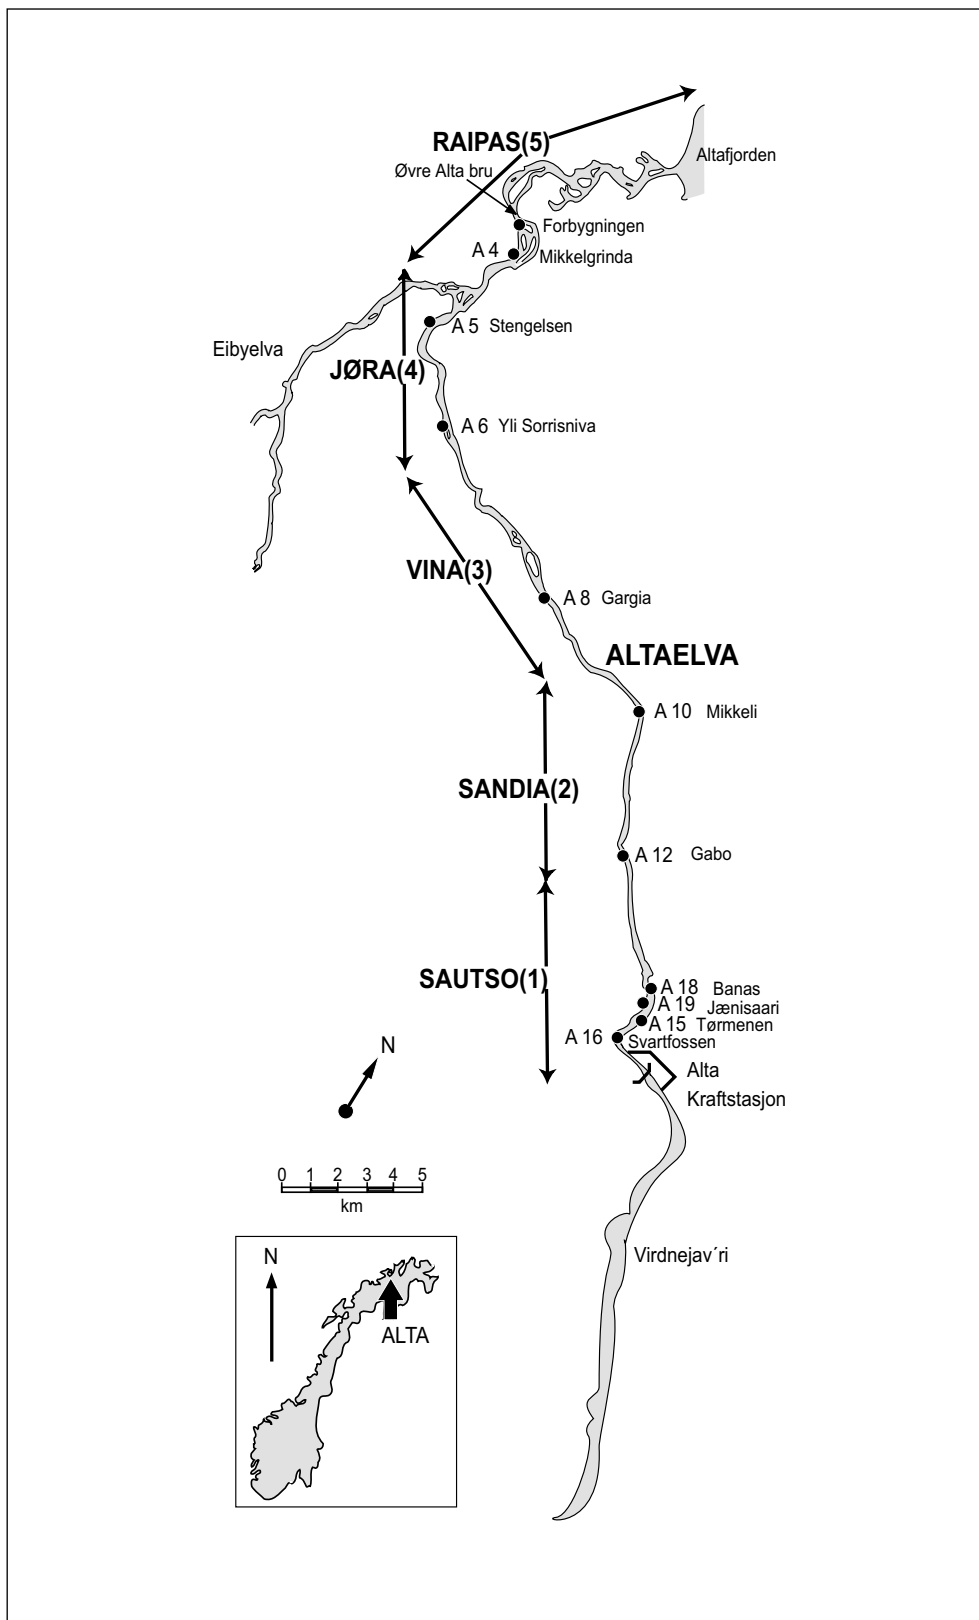 RAIPAS(5)
Altafjorden
Øvre Alta bru
Forbygningen
A 4
Mikkelgrinda
A 5 Stengelsen
Eibyelva
JØRA(4)
A 6 Yli Sorrisniva
VINA(3)
A 8 Gargia
ALTAELVA
A 10 Mikkeli
SANDIA(2)
A 12 Gabo
SAUTSO(1)
A 18 Banas
A 19 Jænisaari
A 15 Tørmenen
A 16 Svartfossen
N
Alta
Kraftstasjon
0 1 2 3 4 5
km
Virdnejav´ri
N
ALTA